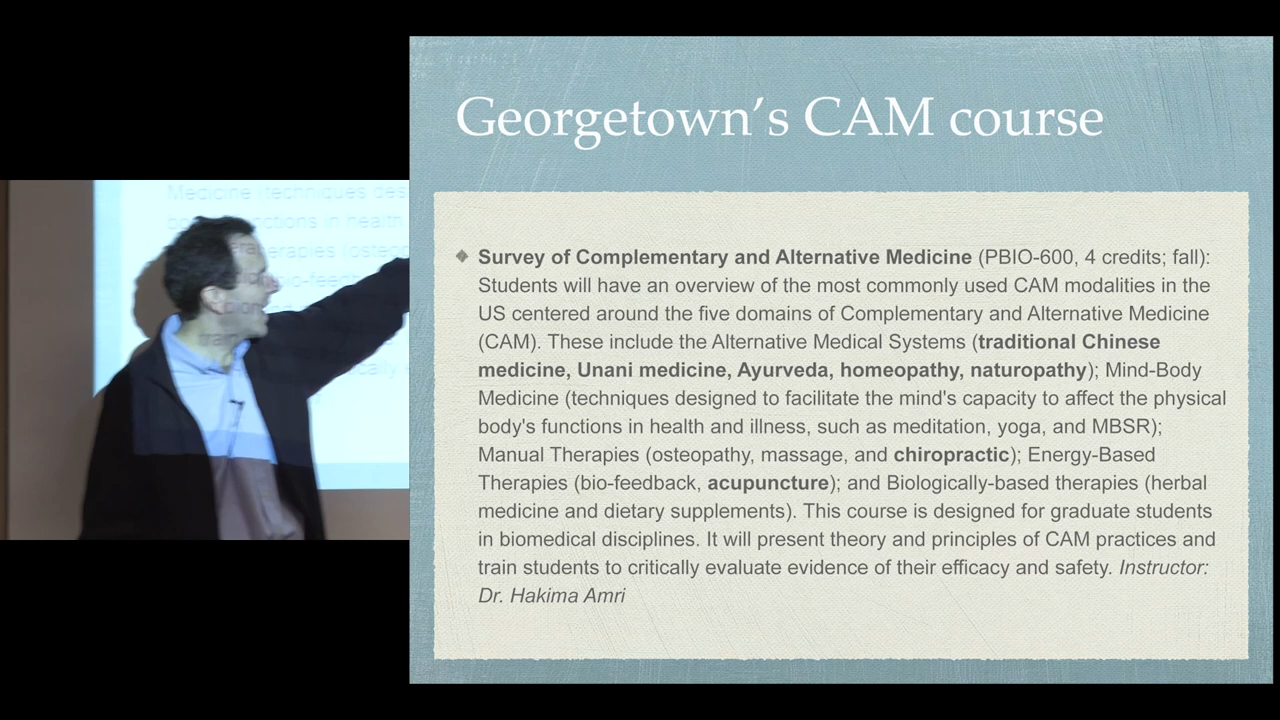 Georgetown's CAM course
Survey of Complementary and Alternative Medicine (PBIO-600, 4 credits; fall):
Students will have an overview of the most commonly used CAM modalities in the
US centered around the five domains of Complementary and Alternative Medicine
(CAM). These include the Alternative Medical Systems (traditional Chinese
medicine, Unani medicine, Ayurveda, homeopathy, naturopathy); Mind-Body
Medicine (techniques designed to facilitate the mind's capacity to affect the physical
body's functions in health and illness, such as meditation, yoga, and MBSR);
Manual Therapies (osteopathy, massage, and chiropractic); Energy-Based
Therapies (bio-feedback, acupuncture); and Biologically-based therapies (herbal
medicine and dietary supplements). This course is designed for graduate students
in biomedical disciplines. It will present theory and principles of CAM practices and
train students to critically evaluate evidence of their efficacy and safety. Instructor:
Dr. Hakima Amri
Medicine (techniques des
in health